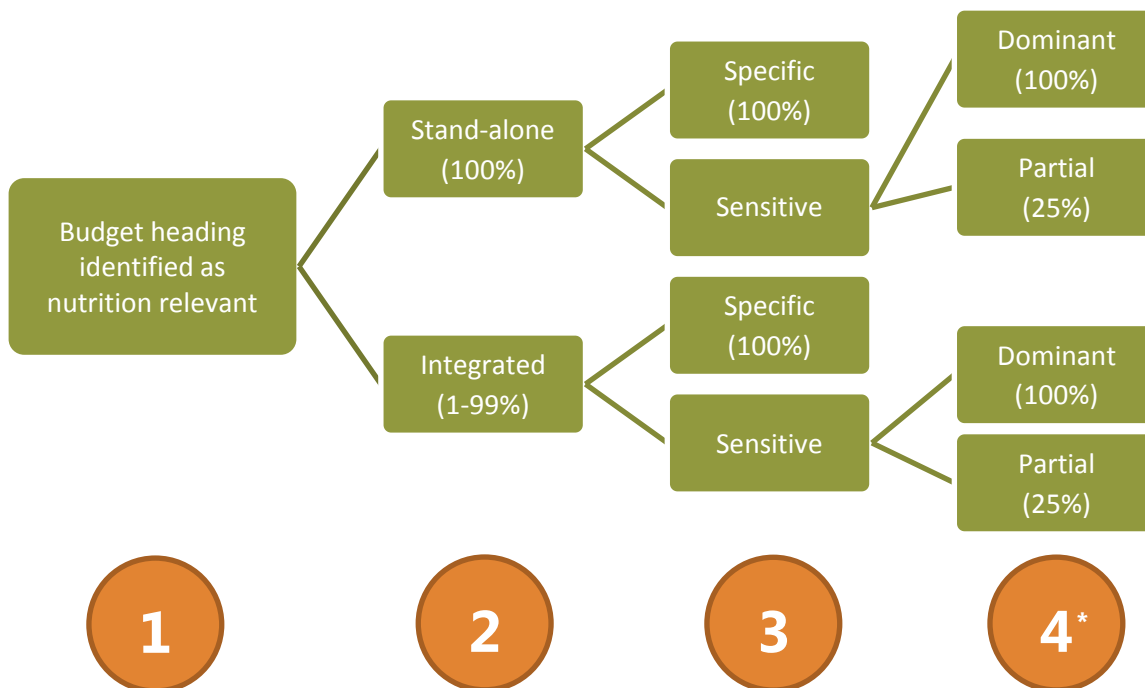 Budget heading
identified as
nutrition relevant
Stand-alone
(100%)
Integrated
(1-99%)
Specific
(100%)
Sensitive
Specific
(100%)
Sensitive
Dominant
(100%)
Partial
(25%)
Dominant
(100%)
Partial
(25%)
1
2
3
4*